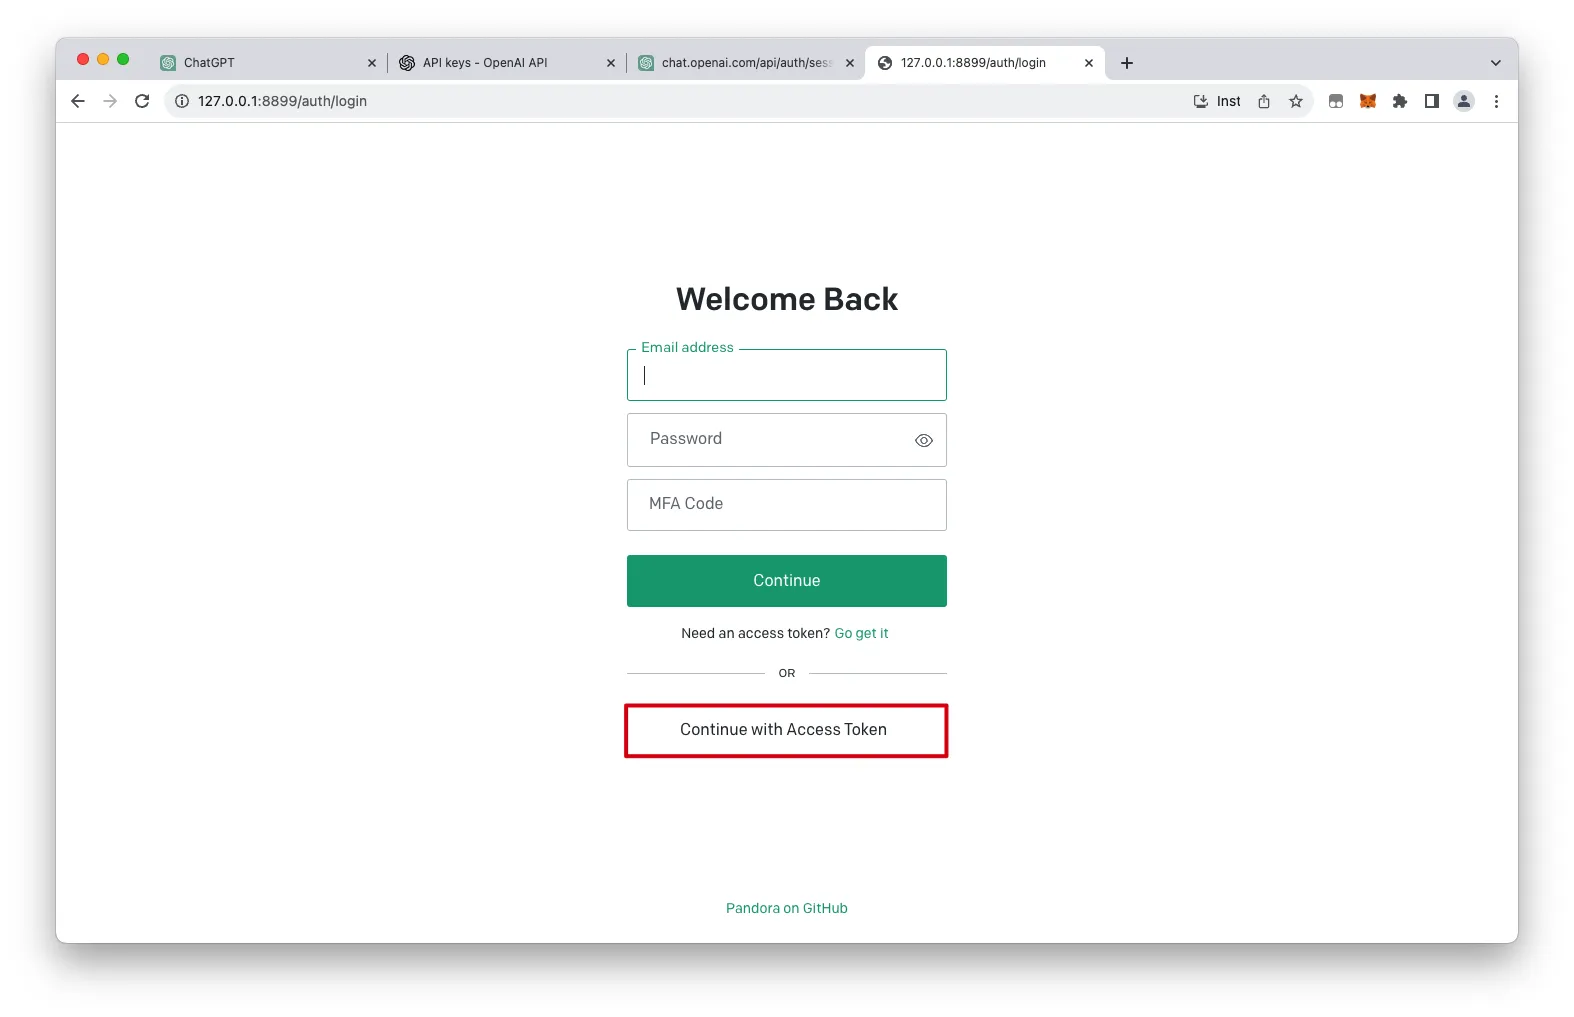 ChatGPT
API keys - OpenAI API
chat.openai.com/api/auth/sess
127.0.0.1:8899/auth/login
127.0.0.1:8899/auth/login
Inst
Welcome Back
Email address
Password
MFA Code
Continue
Need an access token? Go get it
OR
Continue with Access Token
Pandora on GitHub